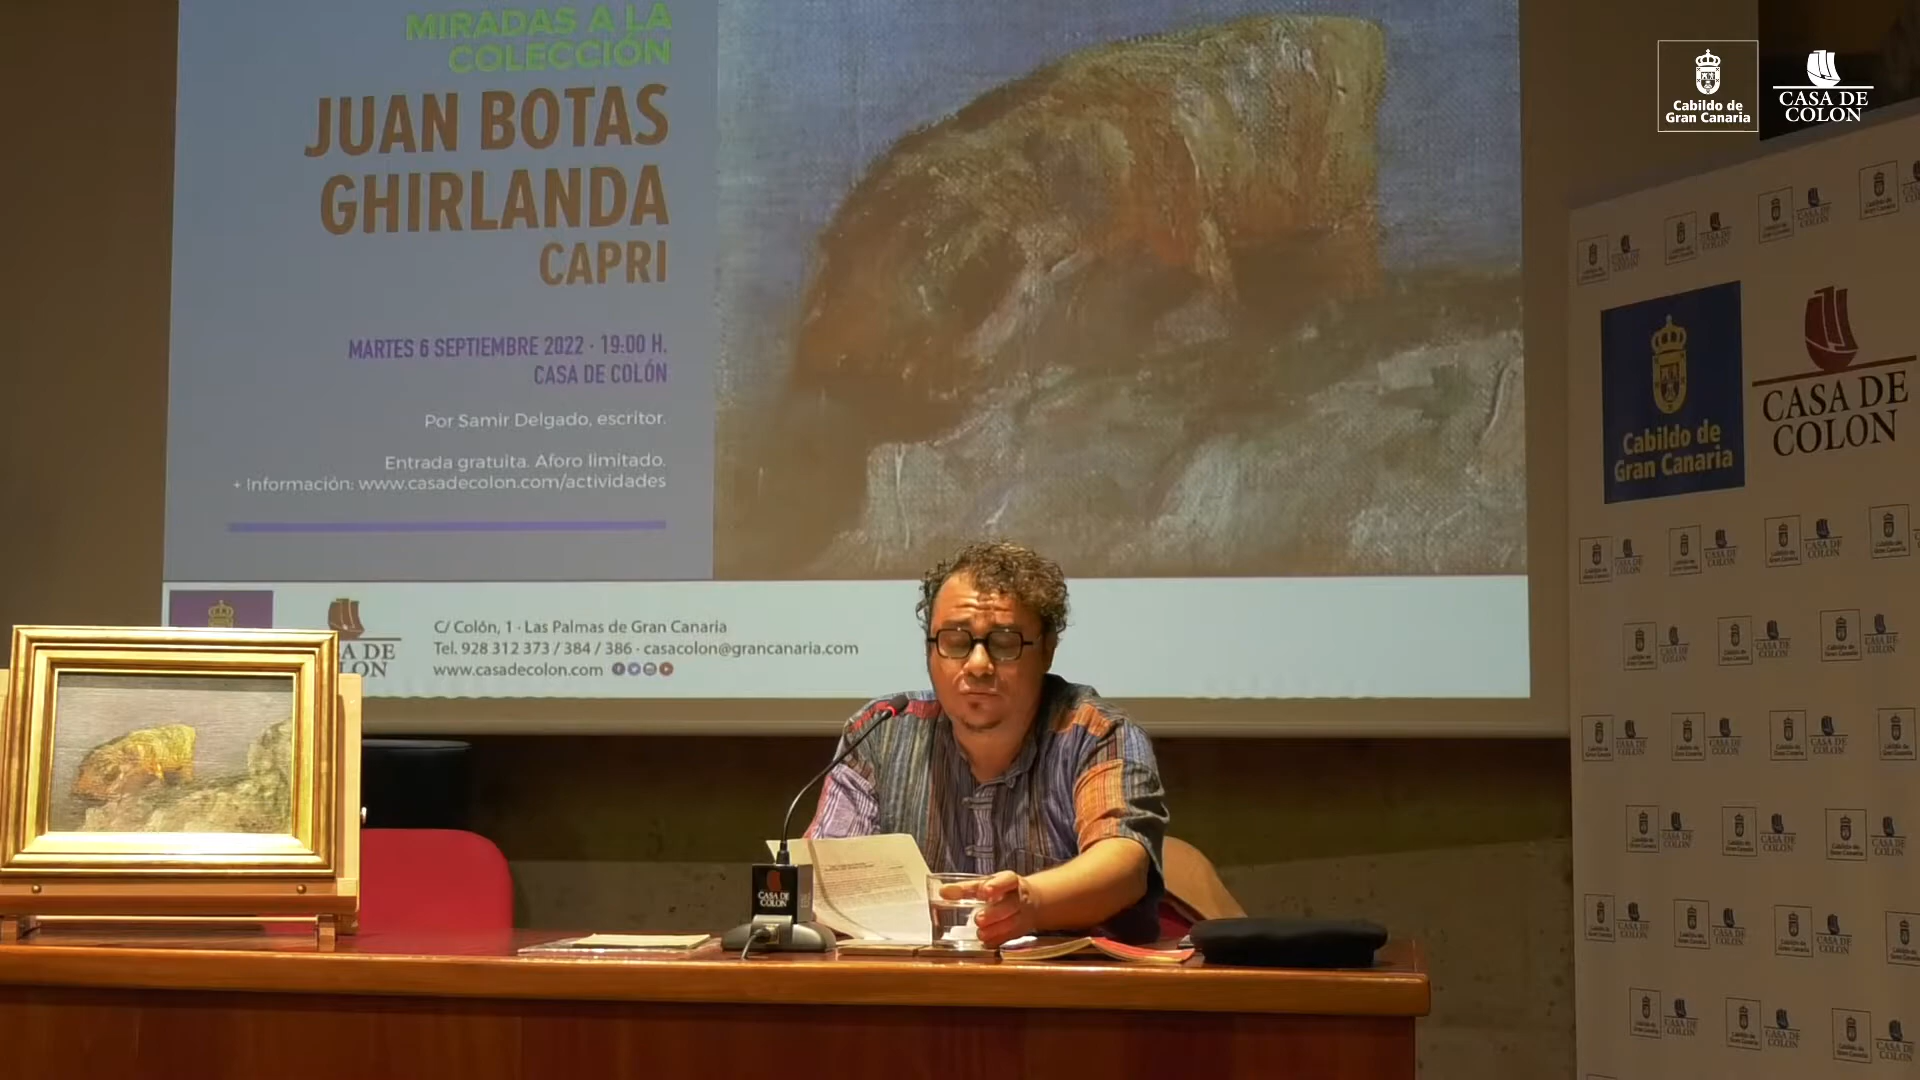 MIRADAS A LA
COLECCIÓN
JUAN BOTAS
GHIRLANDA
CAPRI
MARTES 6 SEPTIEMBRE 2022 · 19:00 H.
CASA DE COLÓN
Por Samir Delgado, escritor.
Entrada gratuita. Aforo limitado.
+ Información: www.casadecolon.com/actividades
C/ Colón, 1 · Las Palmas de Gran Canaria
Tel. 928 312 373 / 384 / 386 · casacolon@grancanaria.com
www.casadecolon.com
Cabildo de
Gran Canaria
CASA DE
COLON
Cabildo de
Gran Canaria
CASA DE
COLON
CASA DE
COLON